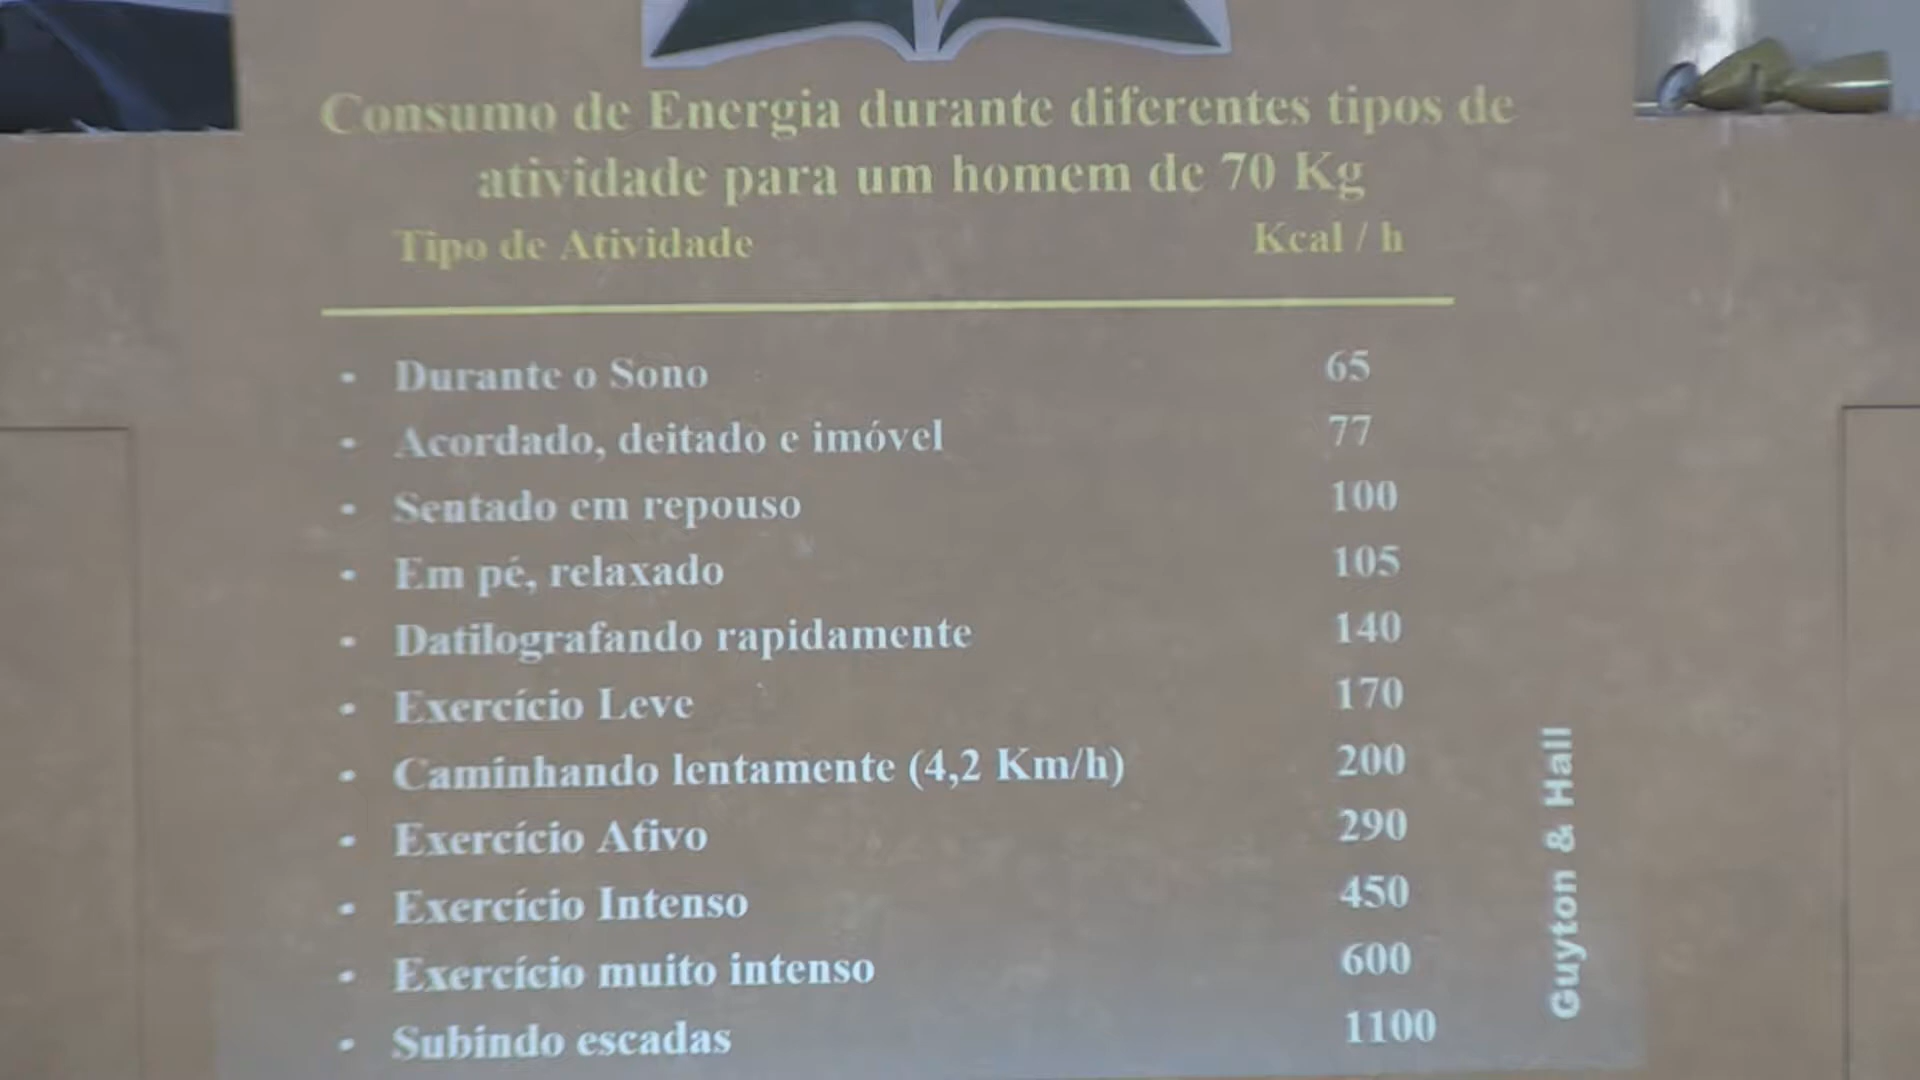 Consumo de Energia durante diferentes tipos de
atividade para um homem de 70 Kg
Tipo de Atividade Kcal / h
• Durante o Sono 65
• Acordado, deitado e imóvel 77
• Sentado em repouso 100
• Em pé, relaxado 105
• Datilografando rapidamente 140
• Exercício Leve 170
• Caminhando lentamente (4,2 Km/h) 200
• Exercício Ativo 290
• Exercício Intenso 450
• Exercício muito intenso 600
• Subindo escadas 1100
Guyton & Hall